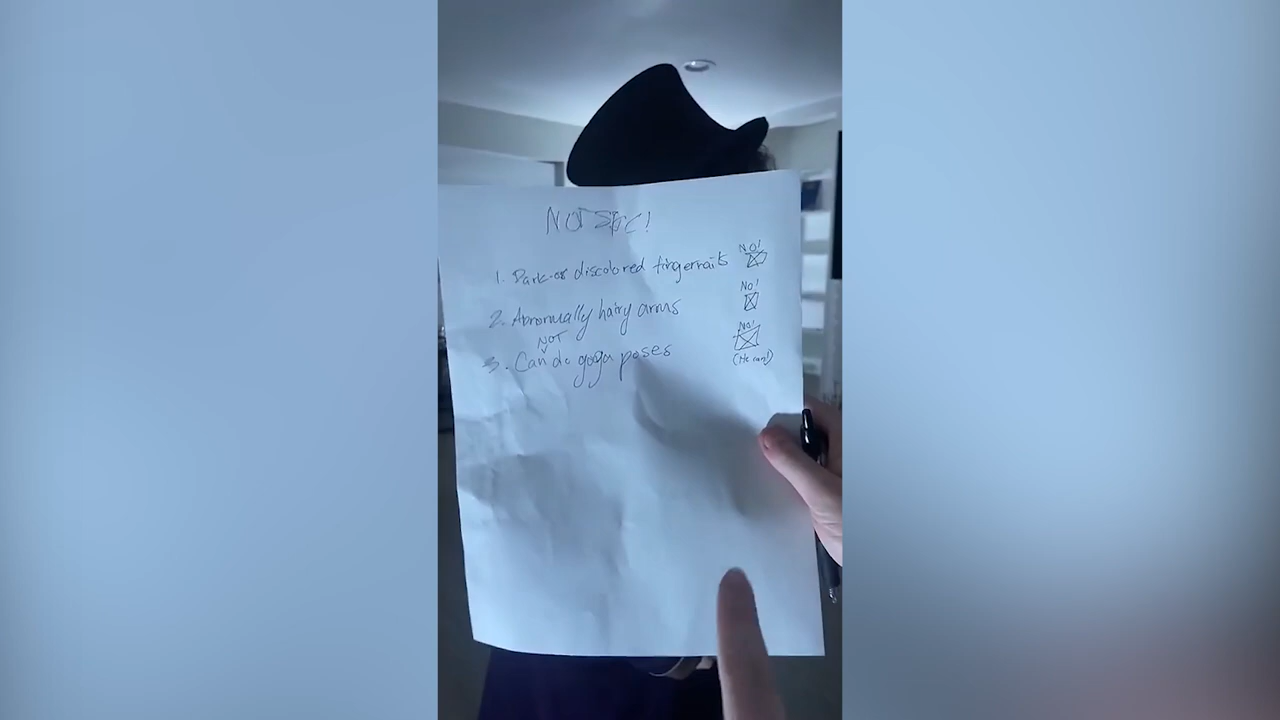 NOT SIC!
1. Dark or discolored fingernails
No!
2. Abnormally hairy arms
No!
NOT
3. Can do yoga poses
No!
(He can!)